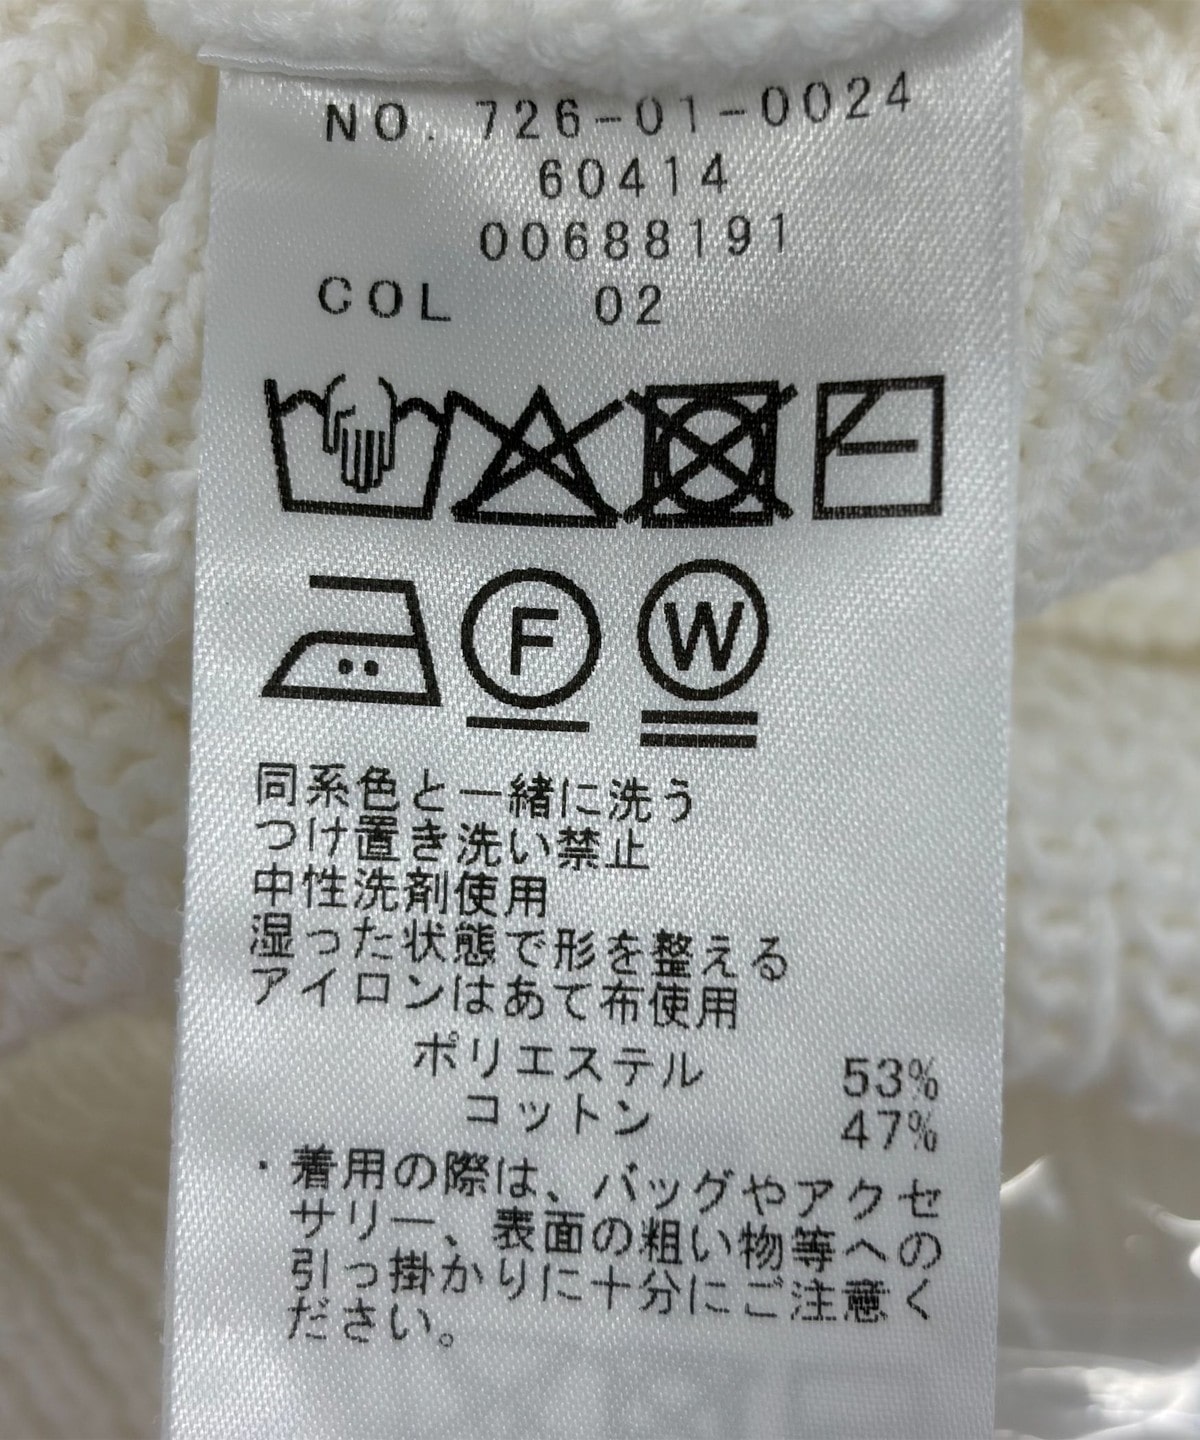 NO. 726-01-0024
60414
00688191
COL 02
F
W
同系色と一緒に洗う
つけ置き洗い禁止
中性洗剤使用
湿った状態で形を整える
アイロンはあて布使用
ポリエステル 53%
コットン 47%
・着用の際は、バッグやアクセ
サリー、表面の粗い物等への
引っ掛かりに十分にご注意く
ださい。